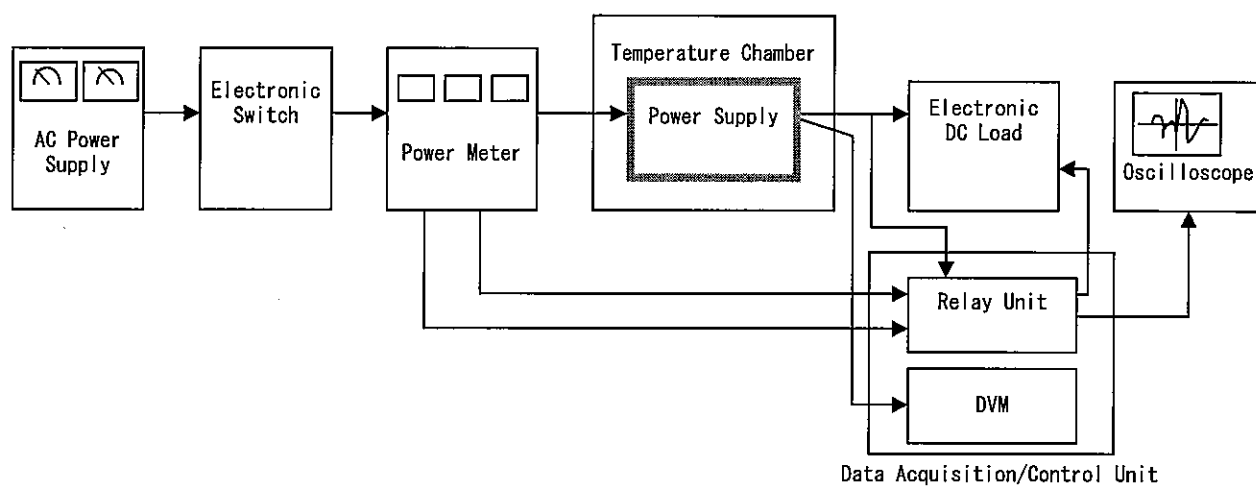 Temperature Chamber
AC Power
Supply
Electronic
Switch
Power Meter
Power Supply
Electronic
DC Load
Oscilloscope
Relay Unit
DVM
Data Acquisition/Control Unit